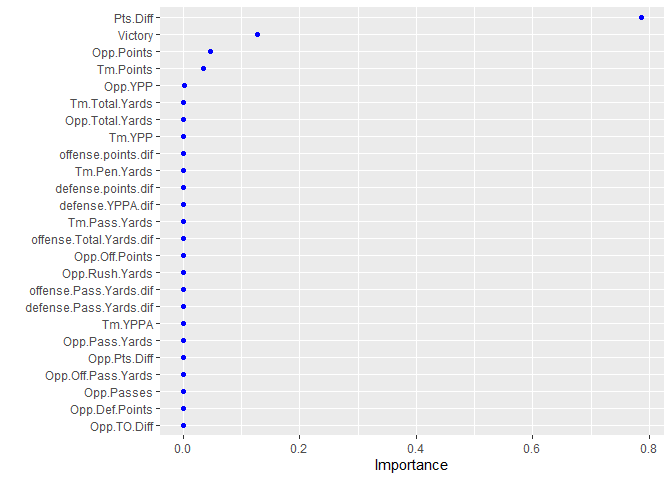 Pts.Diff
Victory
Opp.Points
Tm.Points
Opp.YPP
Tm.Total.Yards
Opp.Total.Yards
Tm.YPP
offense.points.dif
Tm.Pen.Yards
defense.points.dif
defense.YPPA.dif
Tm.Pass.Yards
offense.Total.Yards.dif
Opp.Off.Points
Opp.Rush.Yards
offense.Pass.Yards.dif
defense.Pass.Yards.dif
Tm.YPPA
Opp.Pass.Yards
Opp.Pts.Diff
Opp.Off.Pass.Yards
Opp.Passes
Opp.Def.Points
Opp.TO.Diff
0.0 0.2 0.4 0.6 0.8
Importance